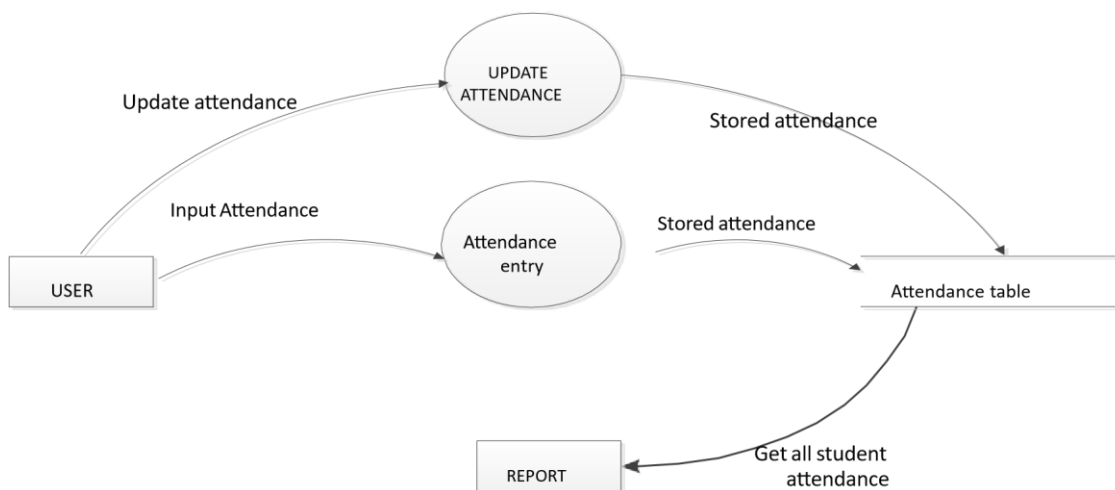 UPDATE
ATTENDANCE
Update attendance
Stored attendance
Input Attendance
Stored attendance
Attendance
entry
USER
Attendance table
Get all student
attendance
REPORT